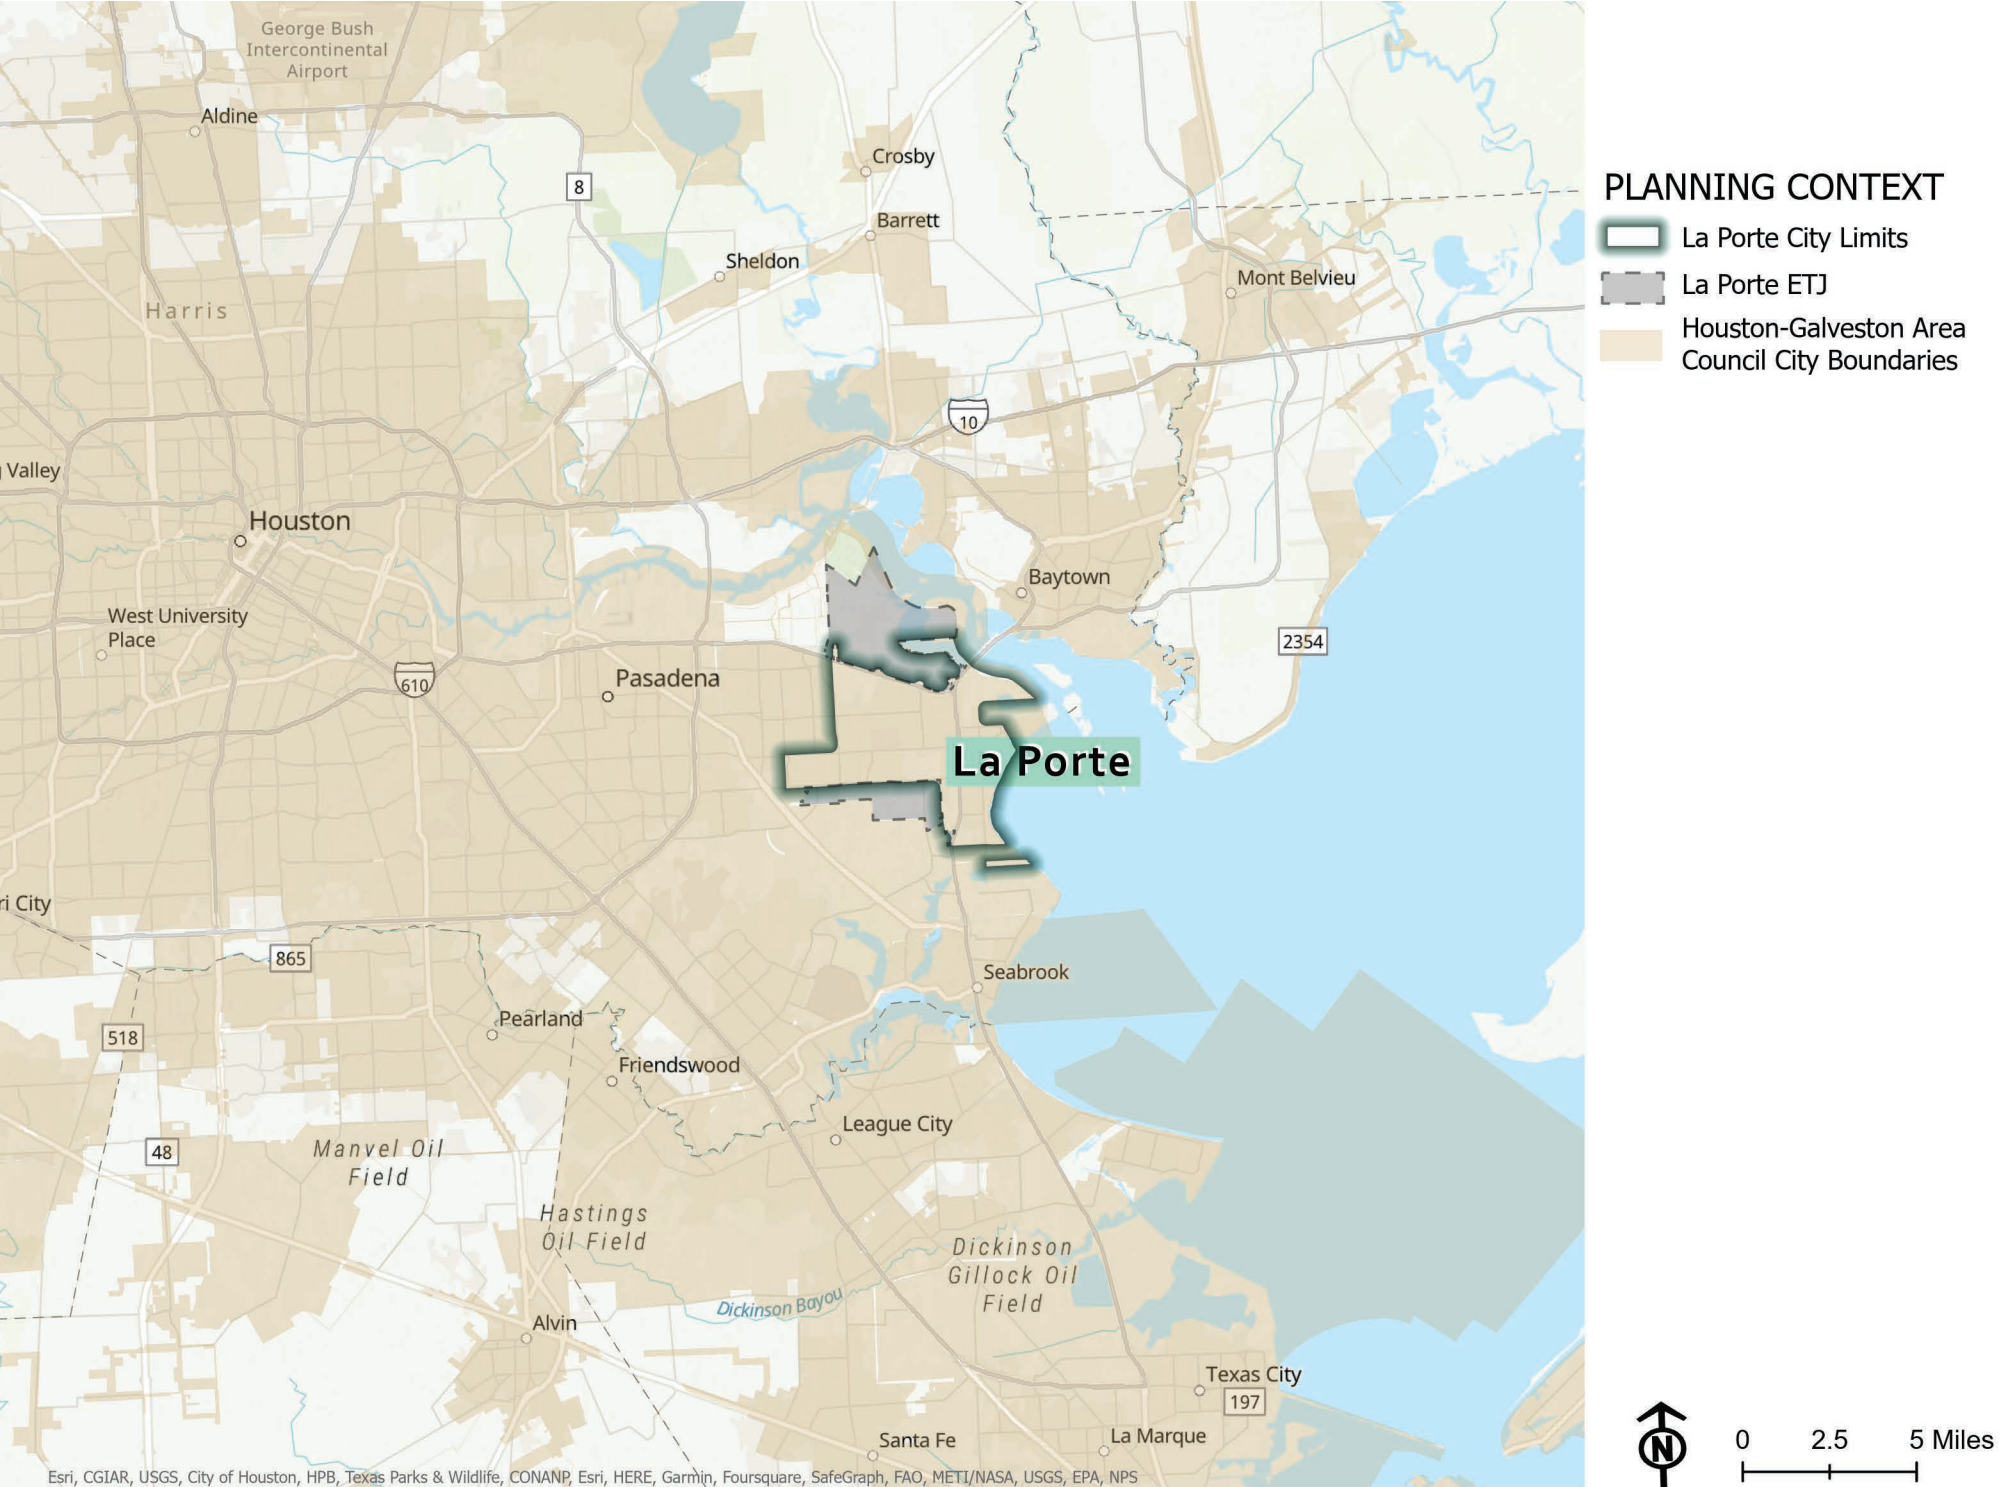 George Bush
Intercontinental
Airport
Aldine
8
Crosby
Barrett
Sheldon
Harris
Mont Belvieu
10
Valley
Houston
Baytown
West University
Place
2354
610
Pasadena
La Porte
ri City
865
Seabrook
518
Pearland
Friendswood
League City
48
Manvel Oil
Field
Hastings
Oil Field
Dickinson
Gillock Oil
Field
Dickinson Bayou
Alvin
Texas City
197
Santa Fe
La Marque
Esri, CGIAR, USGS, City of Houston, HPB, Texas Parks & Wildlife, CONANP, Esri, HERE, Garmin, Foursquare, SafeGraph, FAO, METI/NASA, USGS, EPA, NPS
PLANNING CONTEXT
La Porte City Limits
La Porte ETJ
Houston-Galveston Area
Council City Boundaries
N
0 2.5 5 Miles